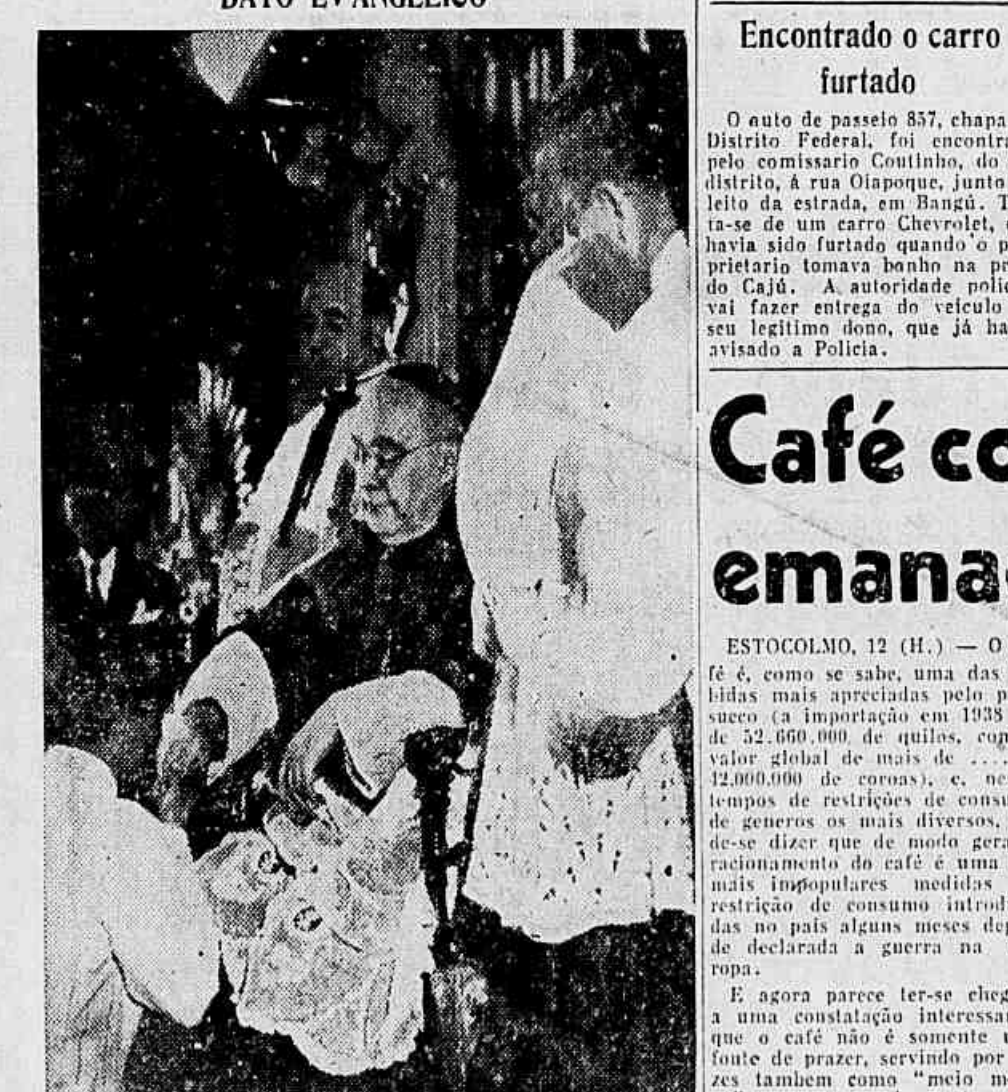 DATO EVANGELICO
Encontrado o carro
furtado
O auto de passeio 857, chapa
Distrito Federal, foi encontra
pelo comissario Coutinho, do
distrito, á rua Oiapoque, junto
leito da estrada, em Bangú. T
ta-se de um carro Chevrolet,
havia sido furtado quando o p
prietario tomava banho na pr
do Cajú. A autoridade polic
vai fazer entrega do veiculo
seu legitimo dono, que já ha
avisado a Policia.
Café co
emana
ESTOCOLMO, 12 (H.) — O
fé é, como se sabe, uma das
bidas mais apreciadas pelo p
sueco (a importação em 1938
de 52.660.000 de quilos, com
valor global de mais de ....
42.000.000 de coroas), e, ne
tempos de restrições de cons
de generos os mais diversos,
de-se dizer que de modo gera
racionamento do café é uma
mais impopulares medidas
restrição de consumo introd
das no país alguns meses dep
de declarada a guerra na
ropa.
E agora parece ter-se cheg
a uma constatação interessa
que o café não é somente u
fonte de prazer, servindo por
zes tambem como "meio n